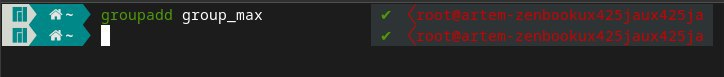 ~ groupadd group_max ✔ root@artem-zenbookux425jaux425ja
~ ✔ root@artem-zenbookux425jaux425ja